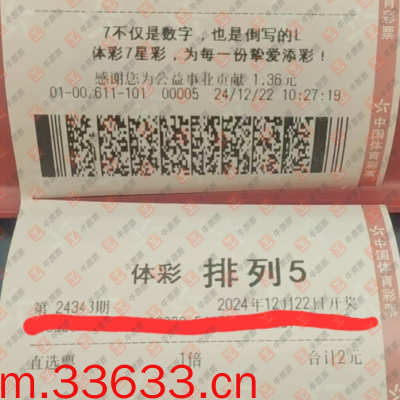 7不仅是数字，也是倒写的L
体彩7星彩，为每一份挚爱添彩！
感谢您为公益事业贡献 1.36元
01-00.611-101 00005 24/12/22 10:27:19
中国体育彩票
体彩 排列5
第 24343期 2024年12月22日开奖
直选票 1倍 合计2元
m.33633.cn